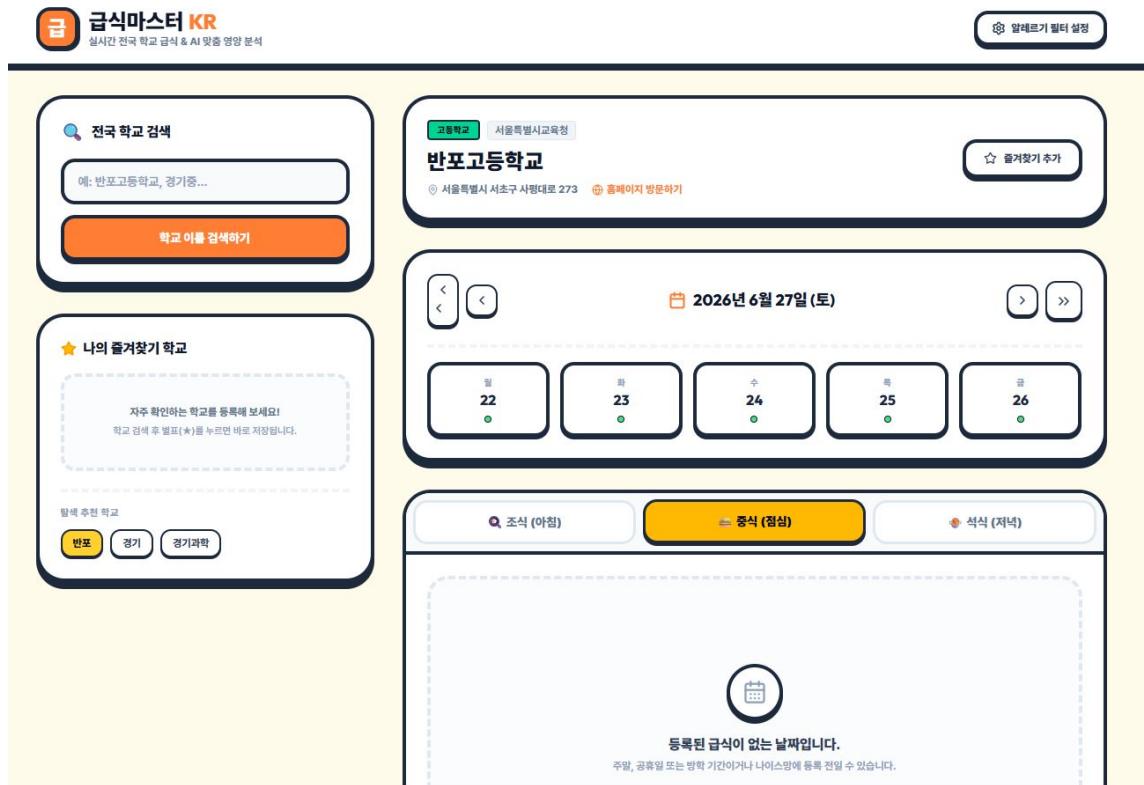 급
급식마스터 KR
실시간 전국 학교 급식 & AI 맞춤 영양 분석
알레르기 필터 설정
전국 학교 검색
예: 반포고등학교, 경기중...
학교 이름 검색하기
나의 즐겨찾기 학교
자주 확인하는 학교를 등록해 보세요!
학교 검색 후 별표(★)를 누르면 바로 저장됩니다.
탐색 추천 학교
반포 경기 경기과학
고등학교 서울특별시교육청
반포고등학교
서울특별시 서초구 사평대로 273 홈페이지 방문하기
즐겨찾기 추가
2026년 6월 27일 (토)
월 화 수 목 금
22 23 24 25 26
조식 (아침) 중식 (점심) 석식 (저녁)
등록된 급식이 없는 날짜입니다.
주말, 공휴일 또는 방학 기간이거나 나이스망에 등록 전일 수 있습니다.